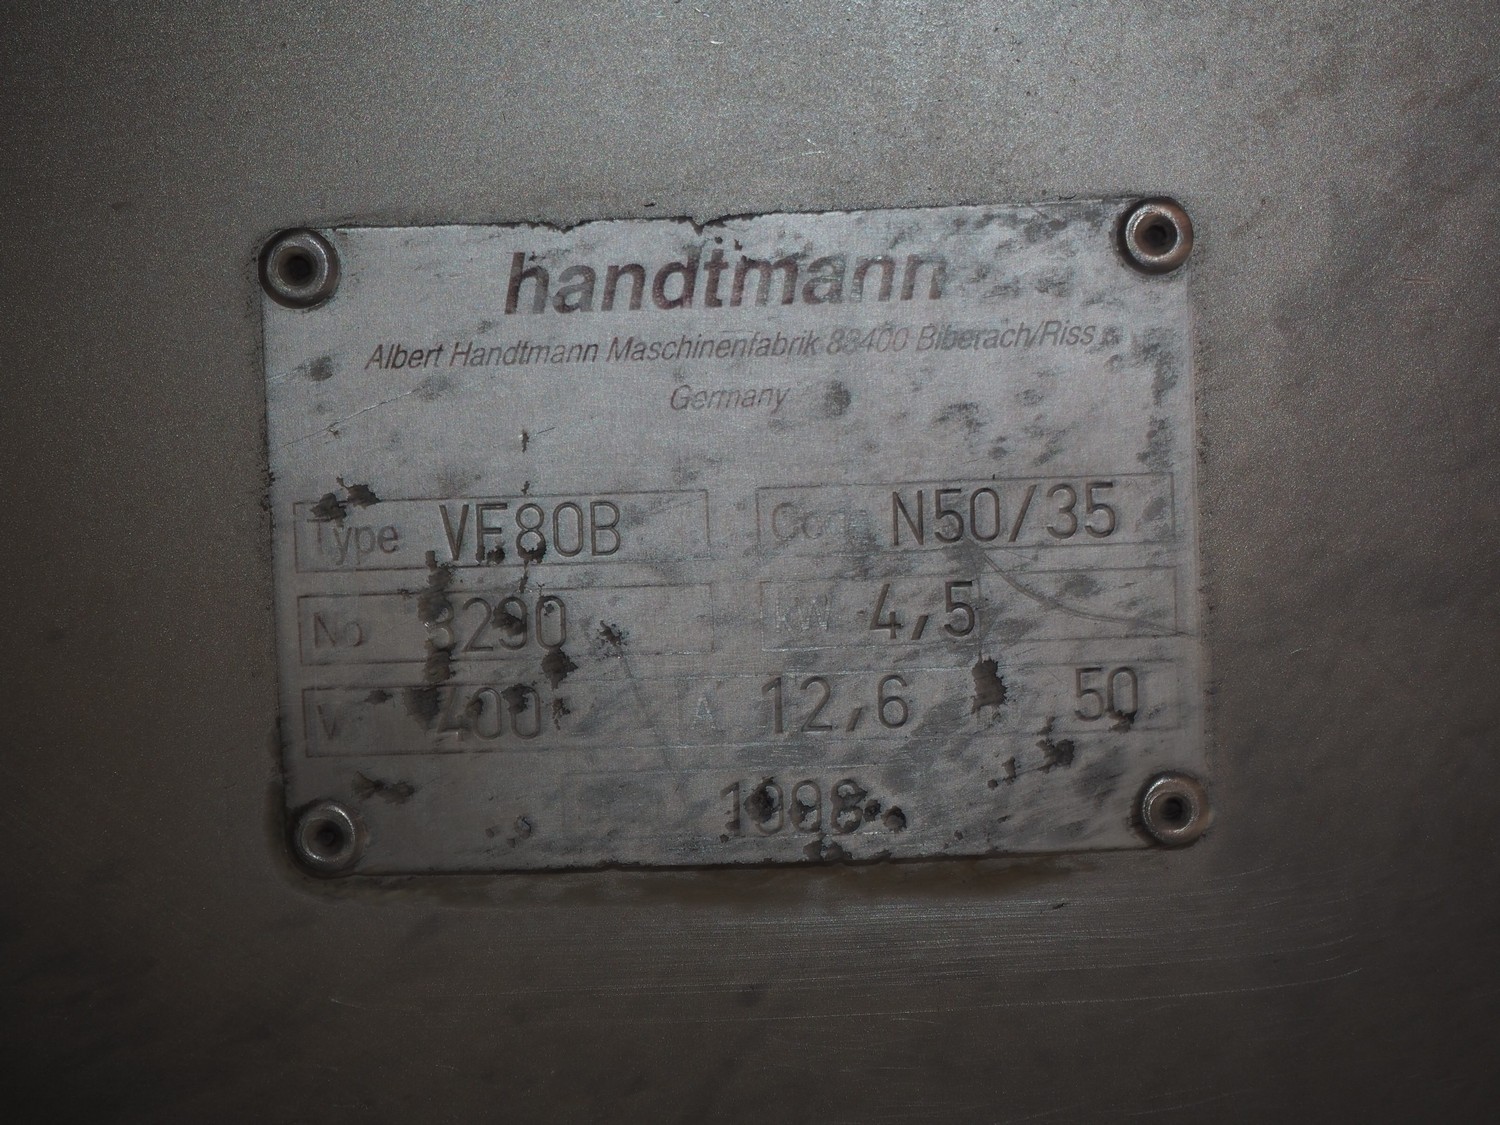 handtmann
Albert Handtmann Maschinenfabrik 88400 Biberach/Riss
Germany
Type VF80B N50/35
No 3290 kW 4,5
V 400 A 12,6 50